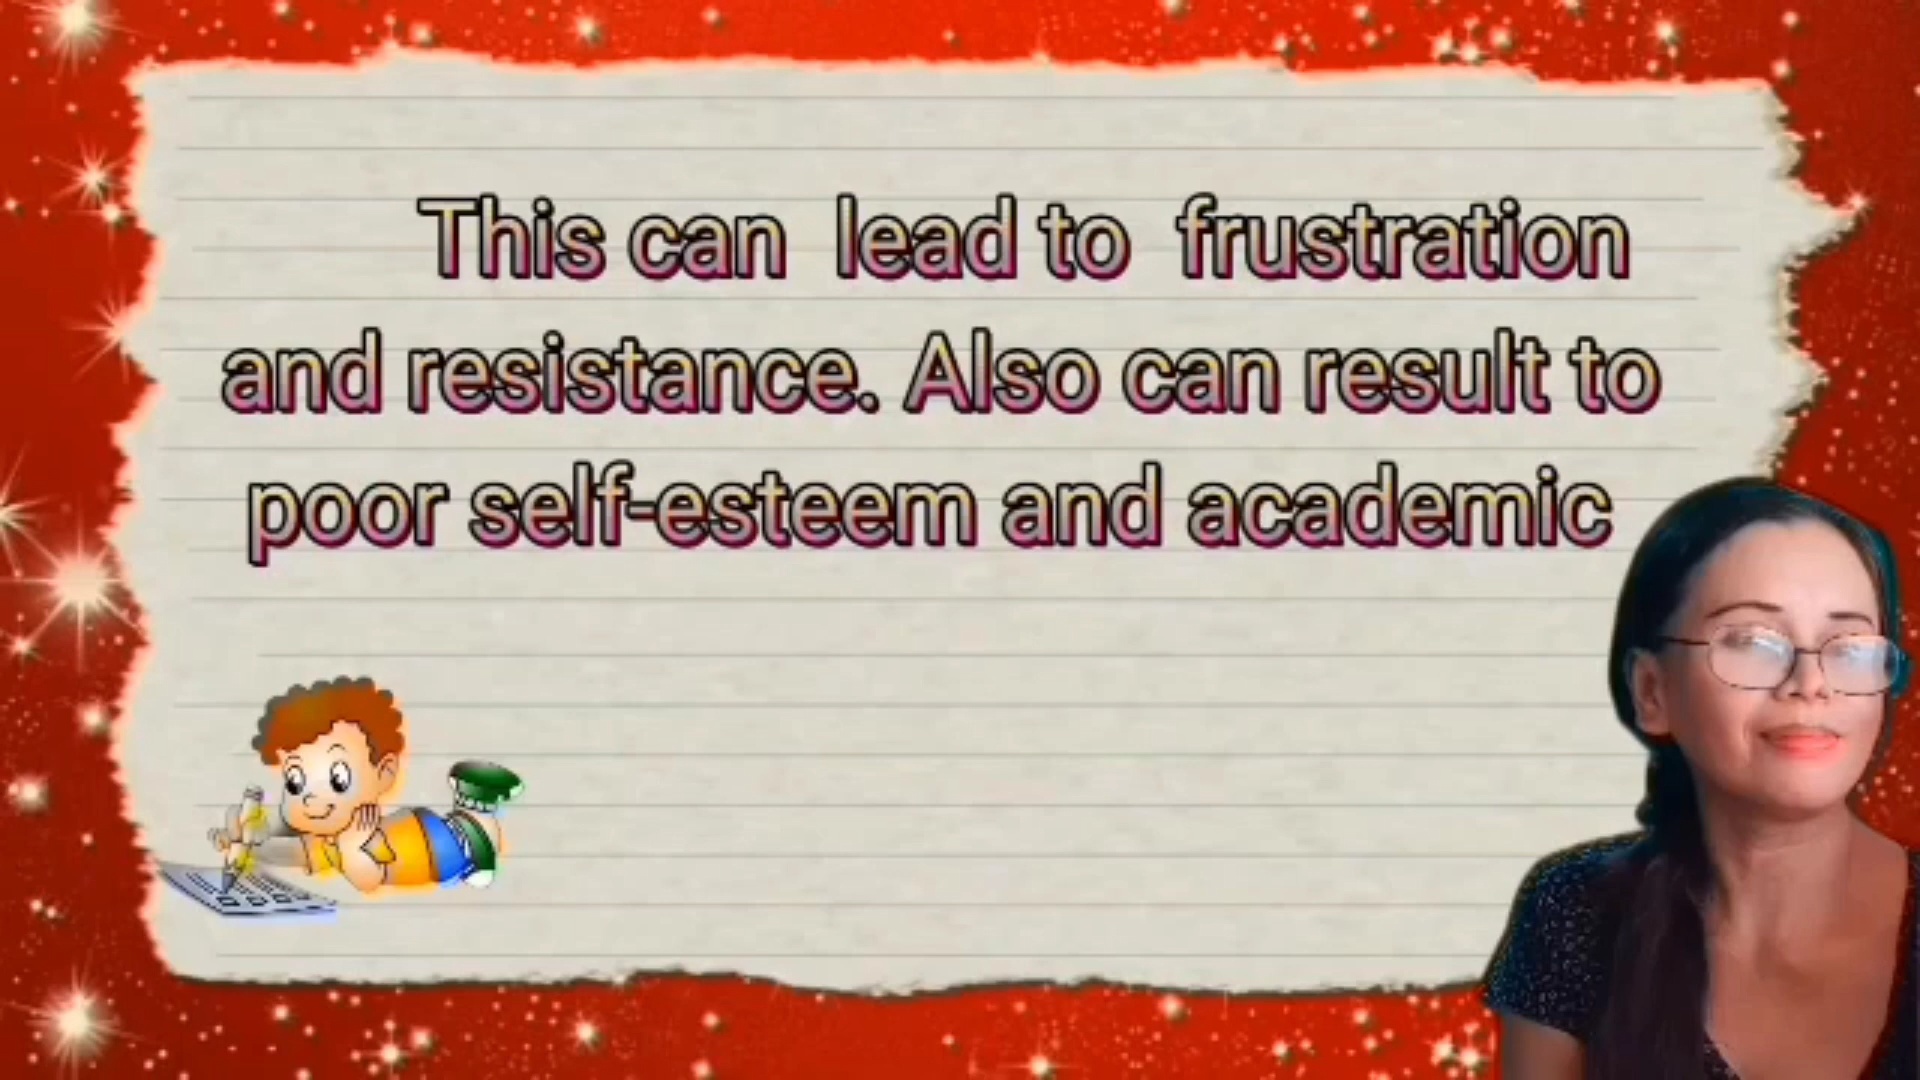 This can lead to frustration
and resistance. Also can result to
poor self-esteem and academic